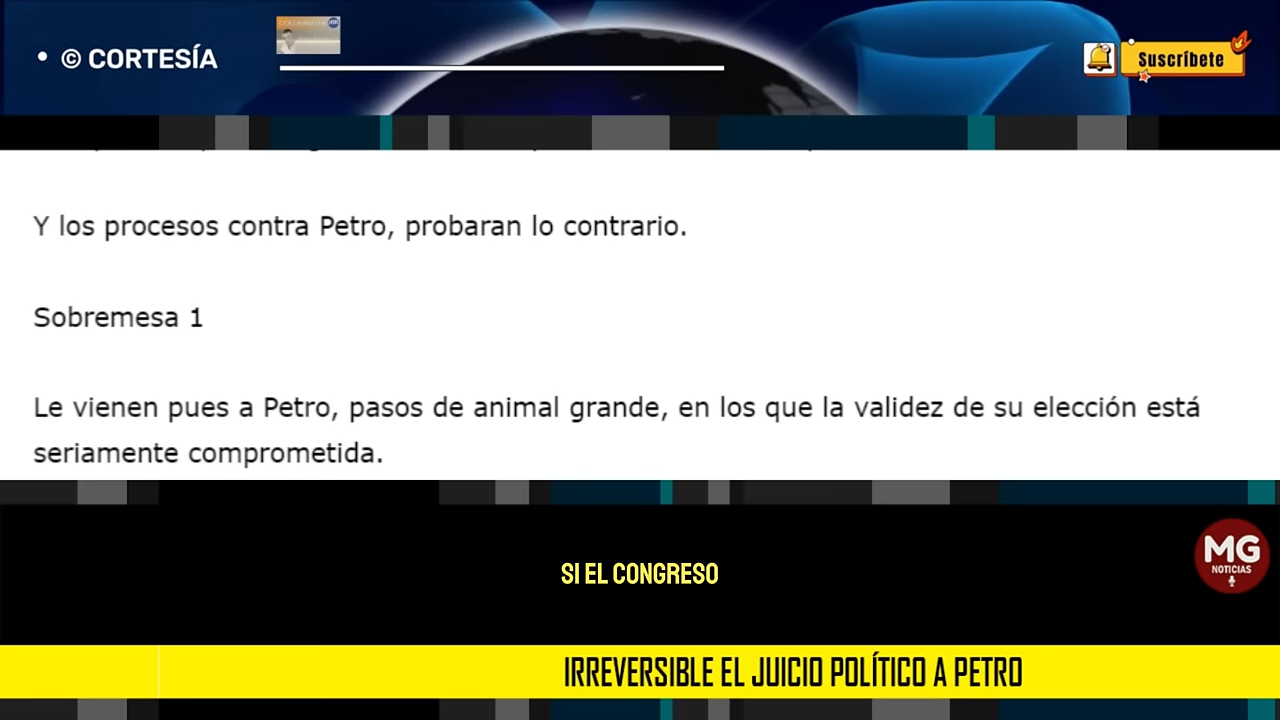 • © CORTESÍA
COLUMNISTA
Suscríbete
Y los procesos contra Petro, probaran lo contrario.
Sobremesa 1
Le vienen pues a Petro, pasos de animal grande, en los que la validez de su elección está
seriamente comprometida.
MG
NOTICIAS
SI EL CONGRESO
IRREVERSIBLE EL JUICIO POLÍTICO A PETRO